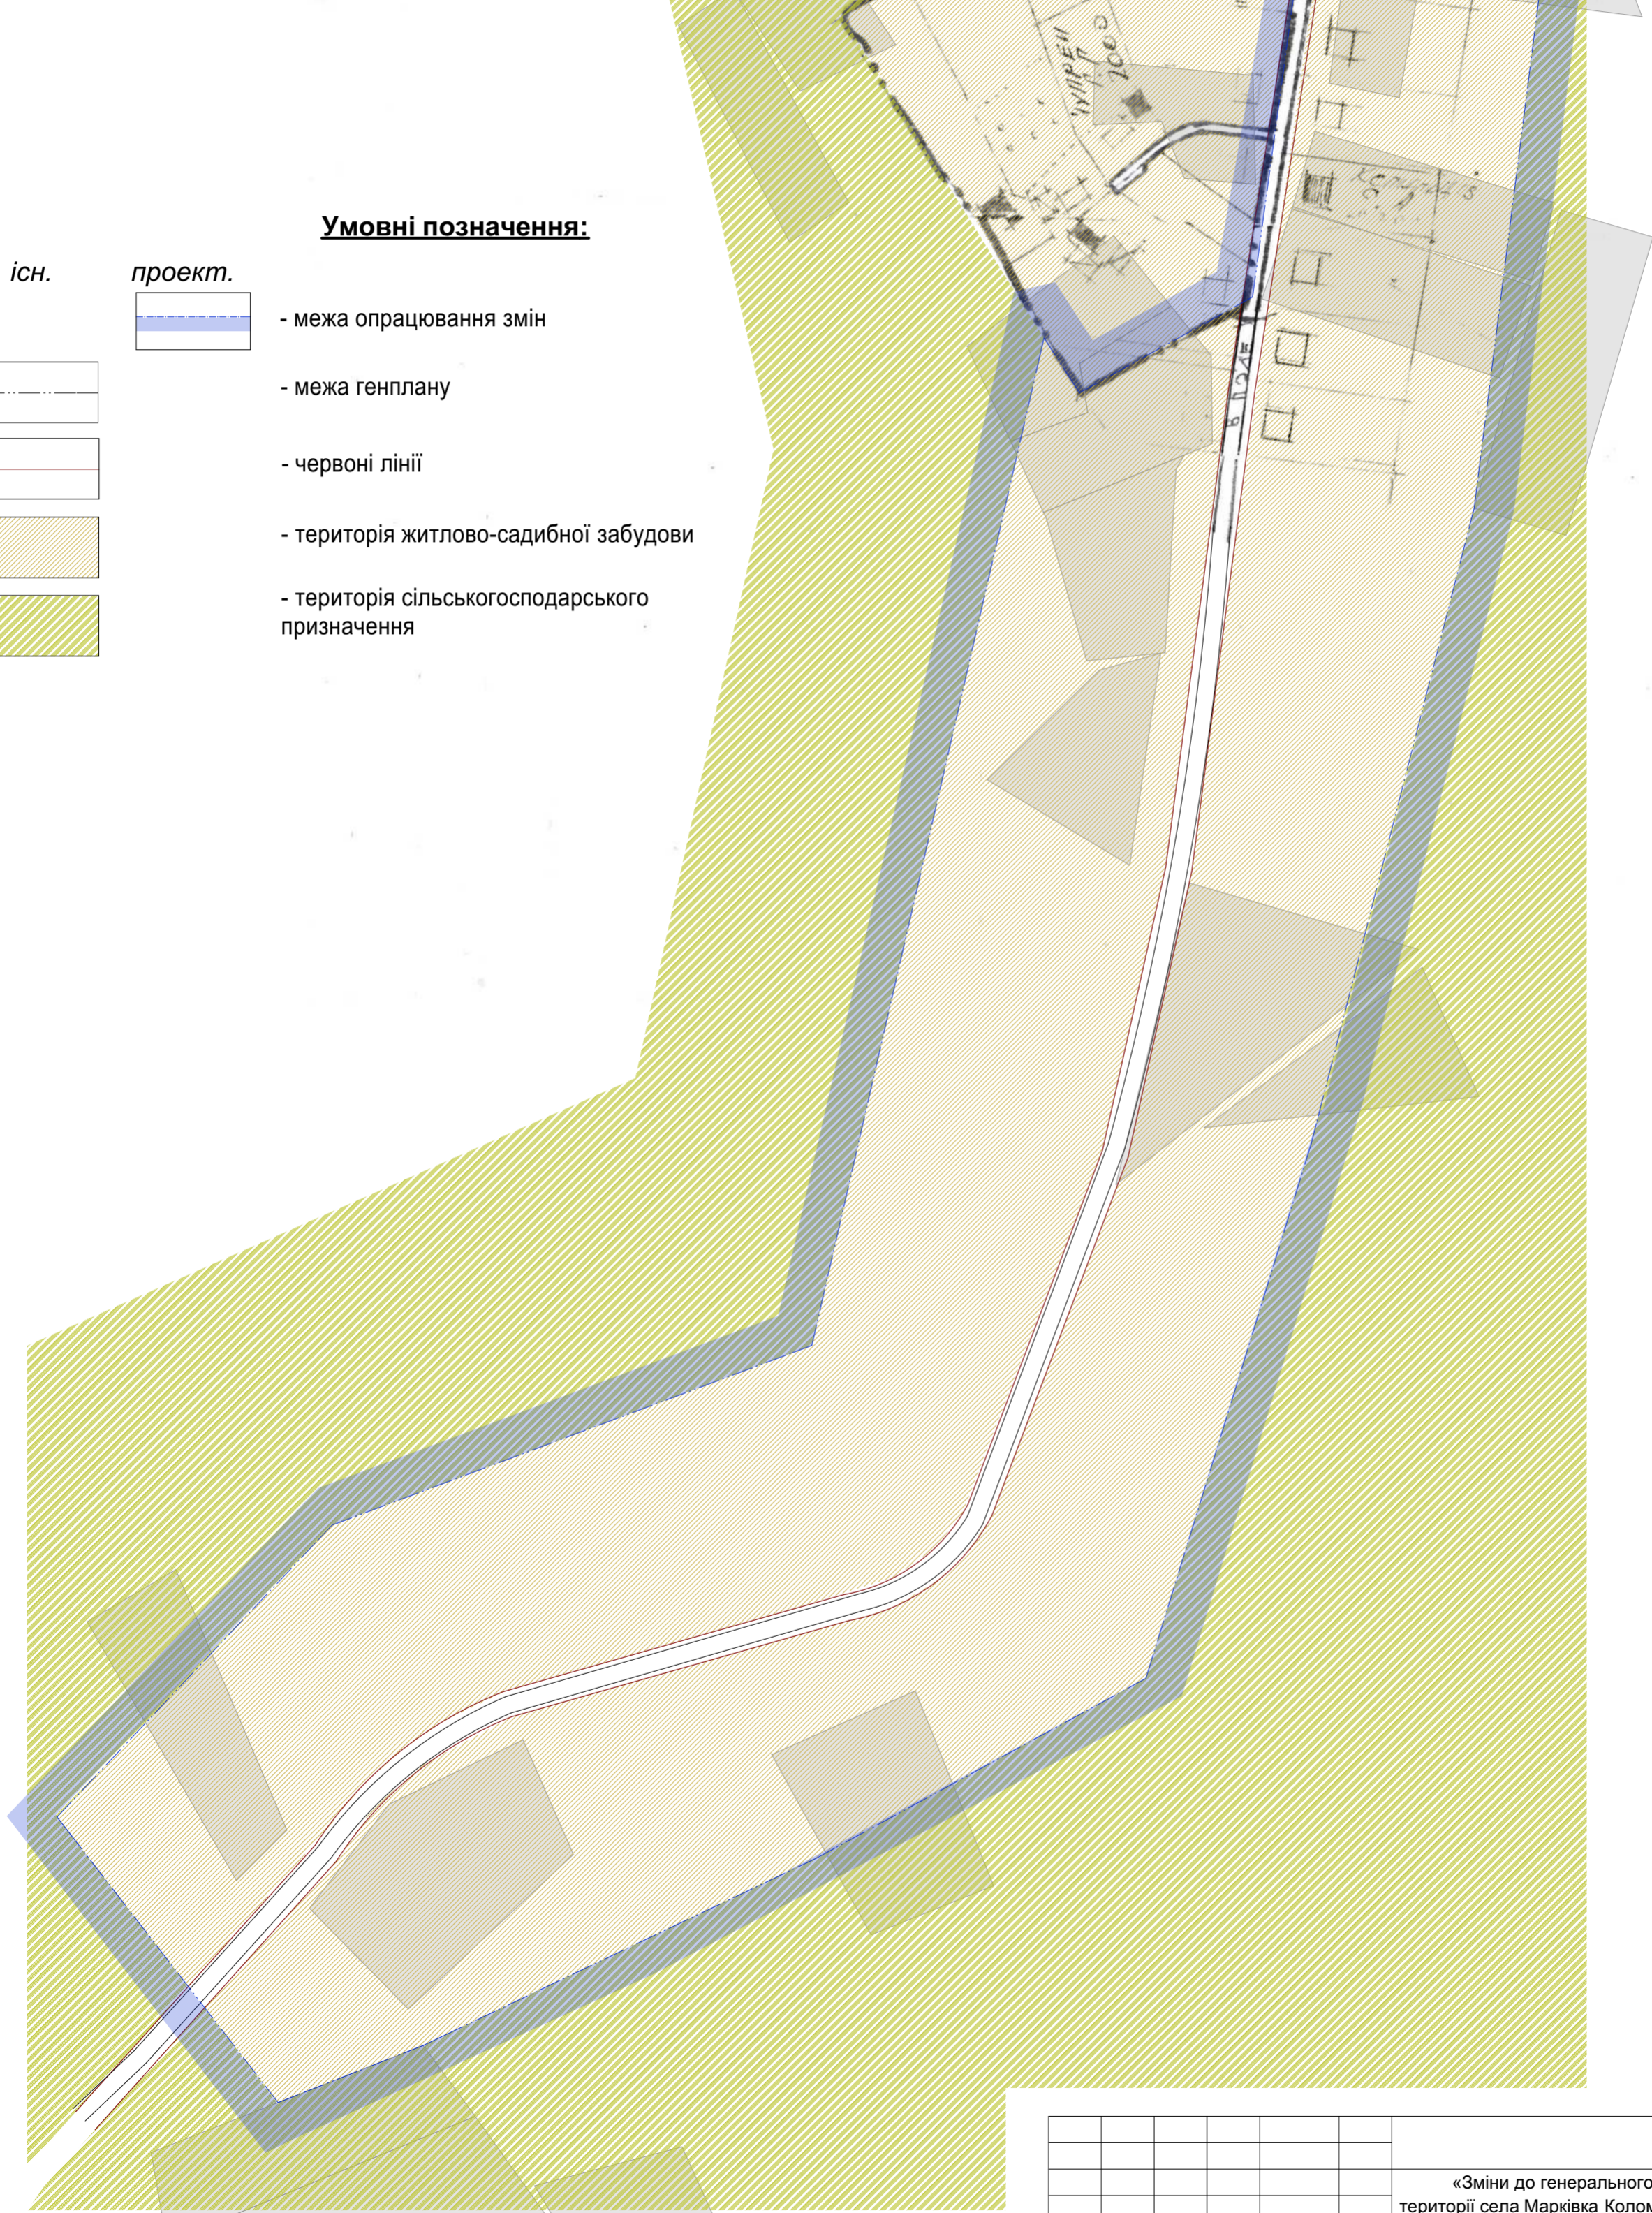 Умовні позначення:
існ. проект.
- межа опрацювання змін
- межа генплану
- червоні лінії
- територія житлово-садибної забудови
- територія сільськогосподарського
призначення
«Зміни до генерального
території села Марківка Колом